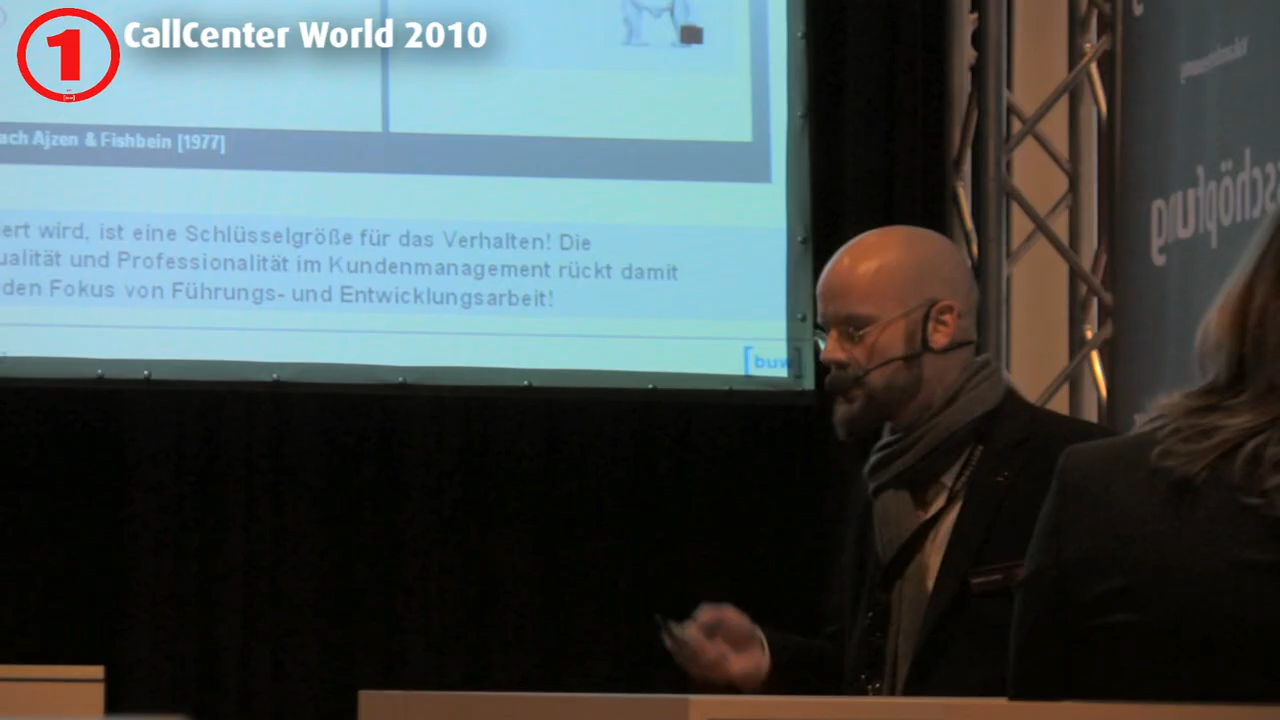 1
CallCenter World 2010
ach Ajzen & Fishbein [1977]
ert wird, ist eine Schlüsselgröße für das Verhalten! Die
ualität und Professionalität im Kundenmanagement rückt damit
den Fokus von Führungs- und Entwicklungsarbeit!
[buw]
schöpfung